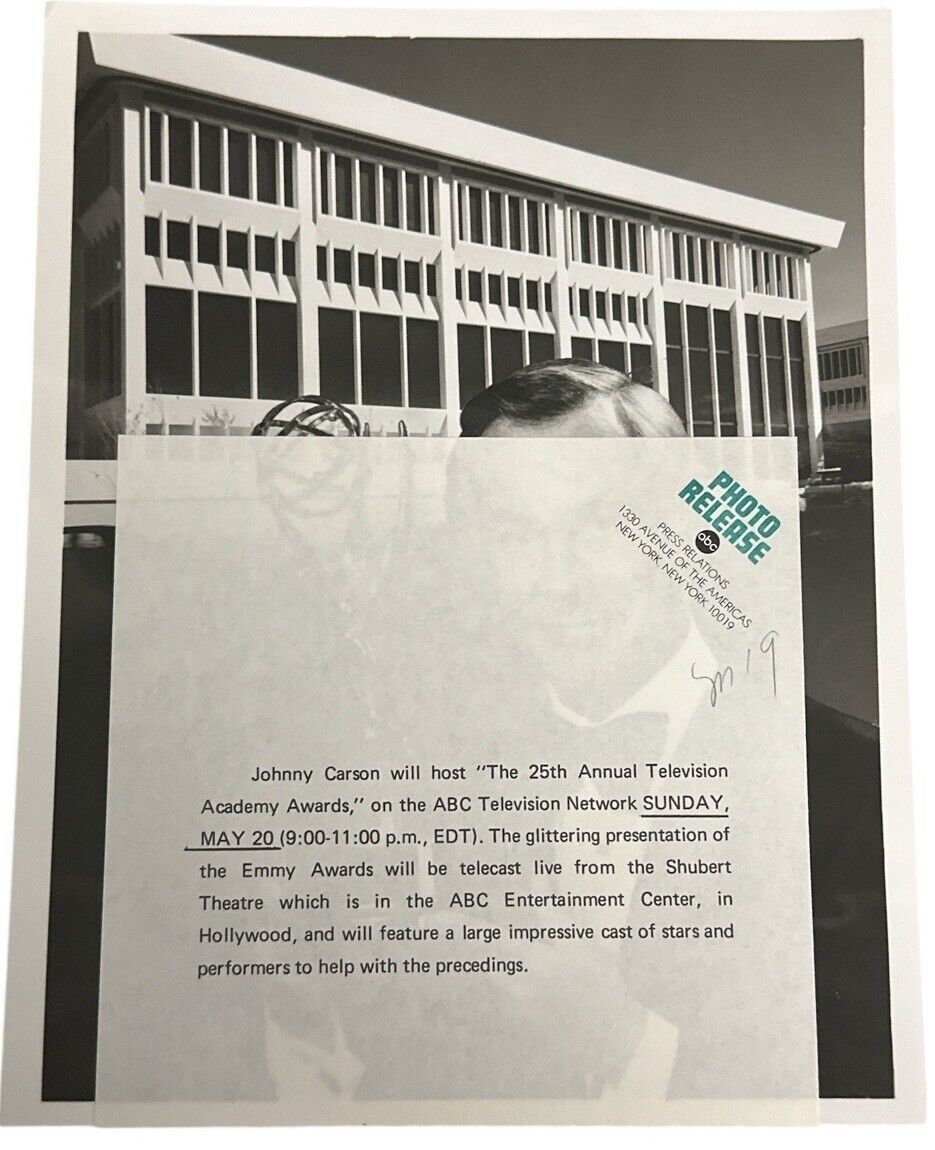 PHOTO
RELEASE
abc
PRESS RELATIONS
1330 AVENUE OF THE AMERICAS
NEW YORK, NEW YORK 10019
Johnny Carson will host "The 25th Annual Television
Academy Awards," on the ABC Television Network SUNDAY,
MAY 20 (9:00-11:00 p.m., EDT). The glittering presentation of
the Emmy Awards will be telecast live from the Shubert
Theatre which is in the ABC Entertainment Center, in
Hollywood, and will feature a large impressive cast of stars and
performers to help with the precedings.